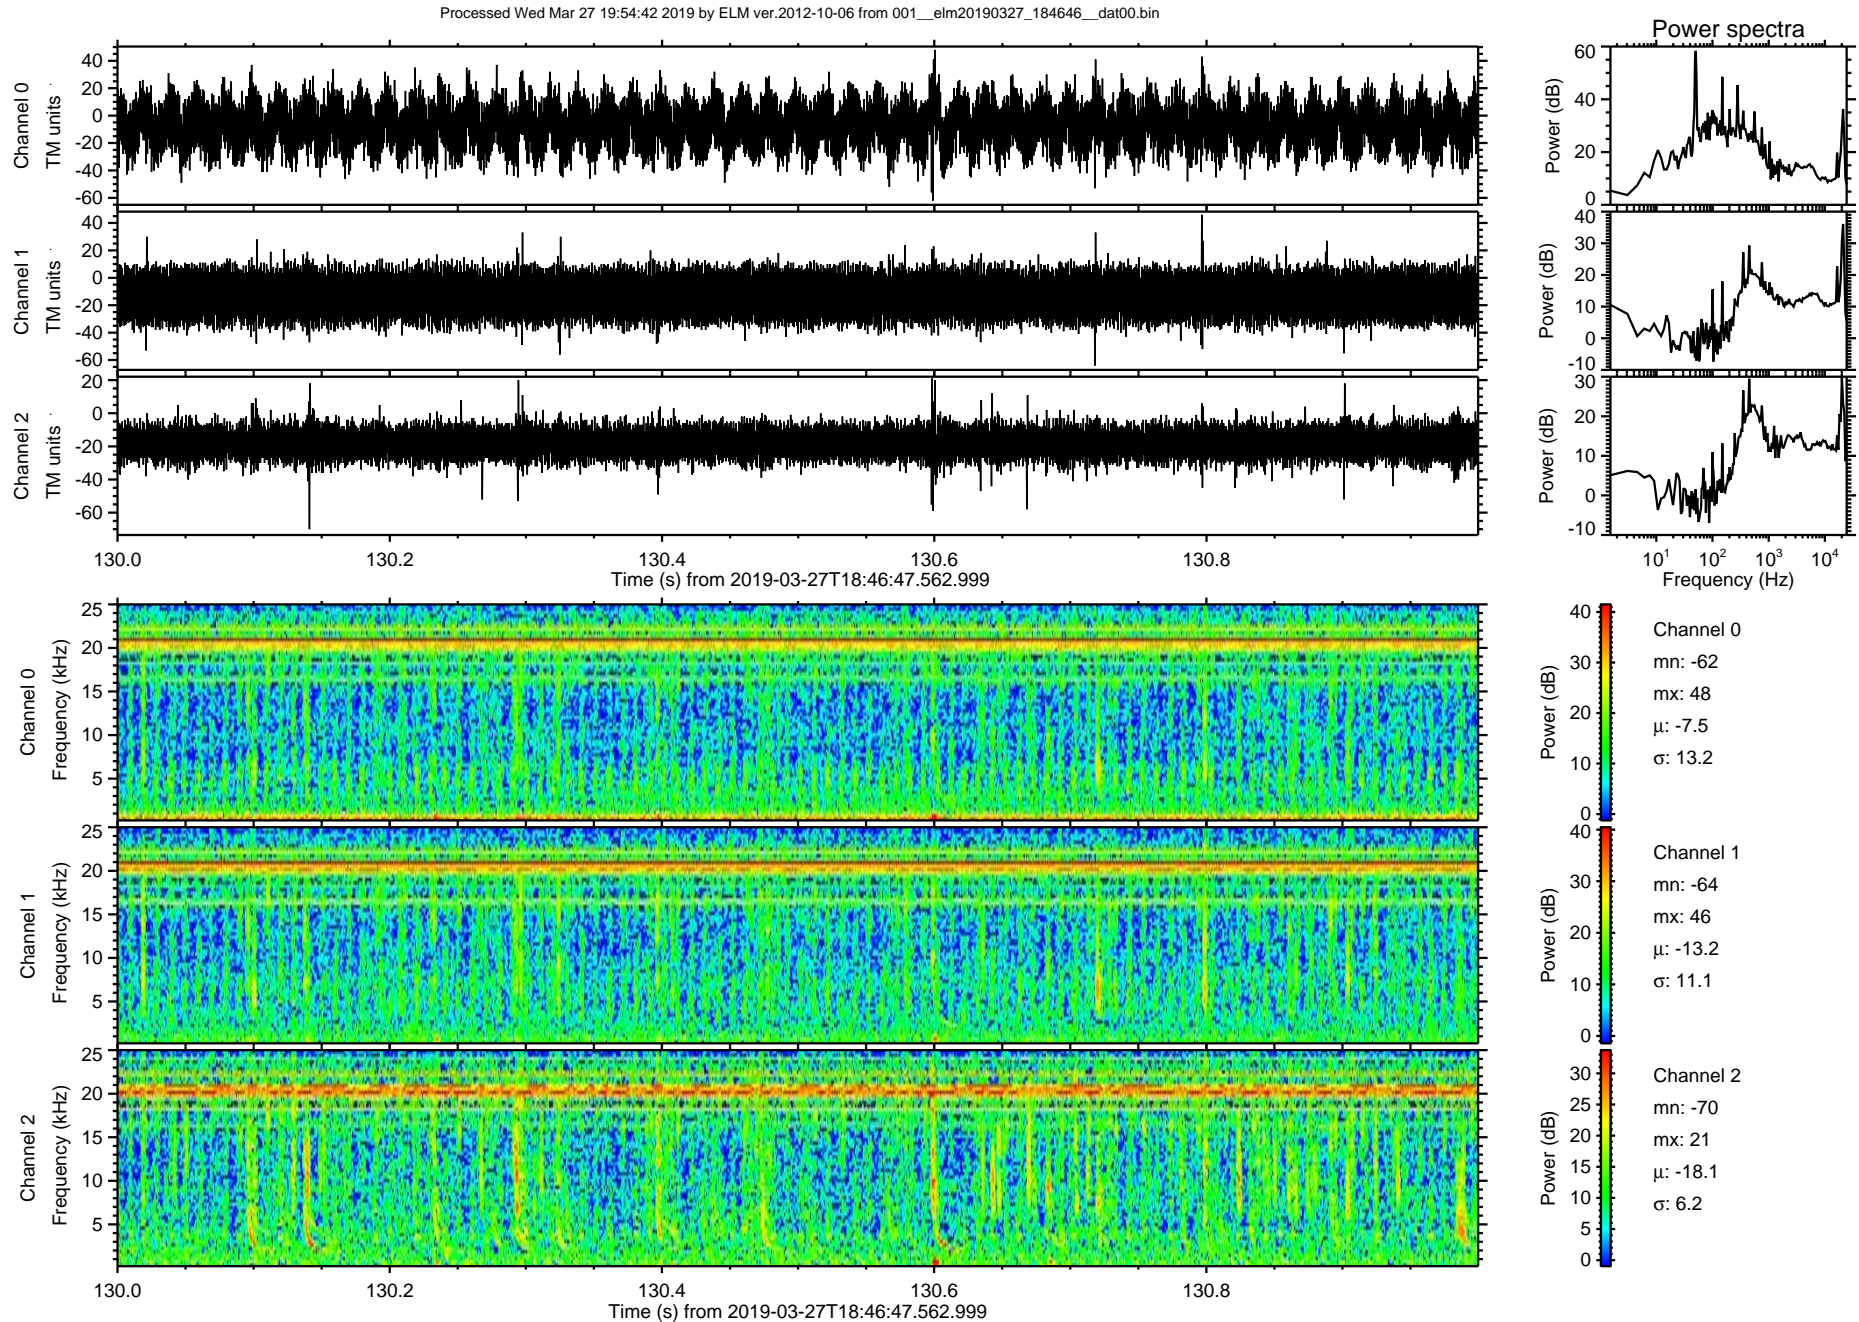 Processed Wed Mar 27 19:54:42 2019 by ELM ver.2012-10-06 from 001__elm20190327_184646__dat00.bin
Power spectra
Channel 0
TM units
40
20
0
-20
-40
-60
Power (dB)
60
40
20
0
Channel 1
TM units
40
20
0
-20
-40
-60
Power (dB)
40
30
20
10
0
-10
Channel 2
TM units
20
0
-20
-40
-60
Power (dB)
30
20
10
0
-10
130.0 130.2 130.4 130.6 130.8
Time (s) from 2019-03-27T18:46:47.562.999
10¹ 10² 10³ 10⁴
Frequency (Hz)
Channel 0
Frequency (kHz)
25
20
15
10
5
Power (dB)
40
30
20
10
0
Channel 0
mn: -62
mx: 48
μ: -7.5
σ: 13.2
Channel 1
Frequency (kHz)
25
20
15
10
5
Power (dB)
40
30
20
10
0
Channel 1
mn: -64
mx: 46
μ: -13.2
σ: 11.1
Channel 2
Frequency (kHz)
25
20
15
10
5
Power (dB)
30
25
20
15
10
5
0
Channel 2
mn: -70
mx: 21
μ: -18.1
σ: 6.2
130.0 130.2 130.4 130.6 130.8
Time (s) from 2019-03-27T18:46:47.562.999